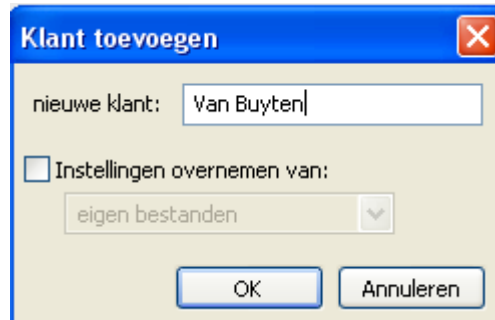 Klant toevoegen
nieuwe klant: Van Buyten
Instellingen overnemen van:
eigen bestanden
OK Annuleren